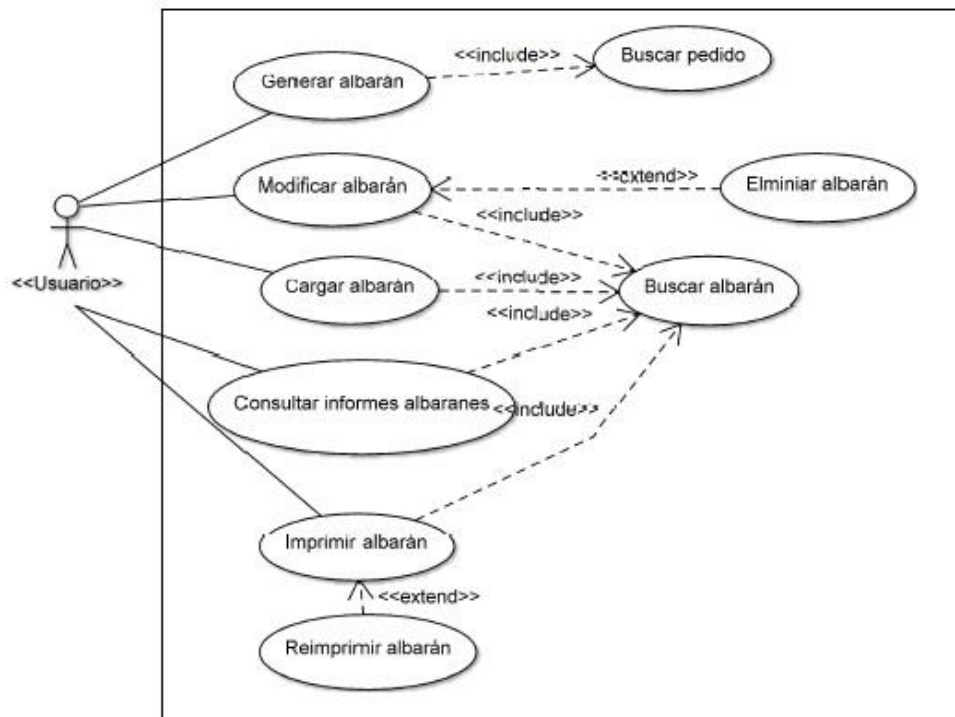 Generar albarán
<<include>>
Buscar pedido
Modificar albarán
<<extend>>
Elminiar albarán
<<include>>
<<Usuario>>
Cargar albarán
<<include>>
Buscar albarán
<<include>>
Consultar informes albaranes
<<include>>
Imprimir albarán
<<extend>>
Reimprimir albarán